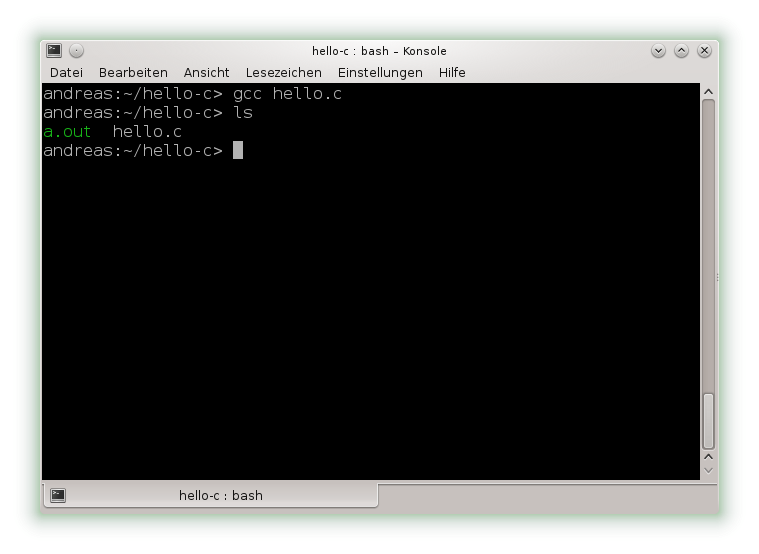 hello-c : bash – Konsole
Datei Bearbeiten Ansicht Lesezeichen Einstellungen Hilfe
andreas:~/hello-c> gcc hello.c
andreas:~/hello-c> ls
a.out  hello.c
andreas:~/hello-c>
hello-c : bash